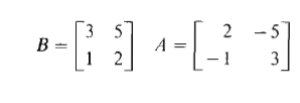 B = [3 5] A = [2 -5]
[1 2] [-1 3]